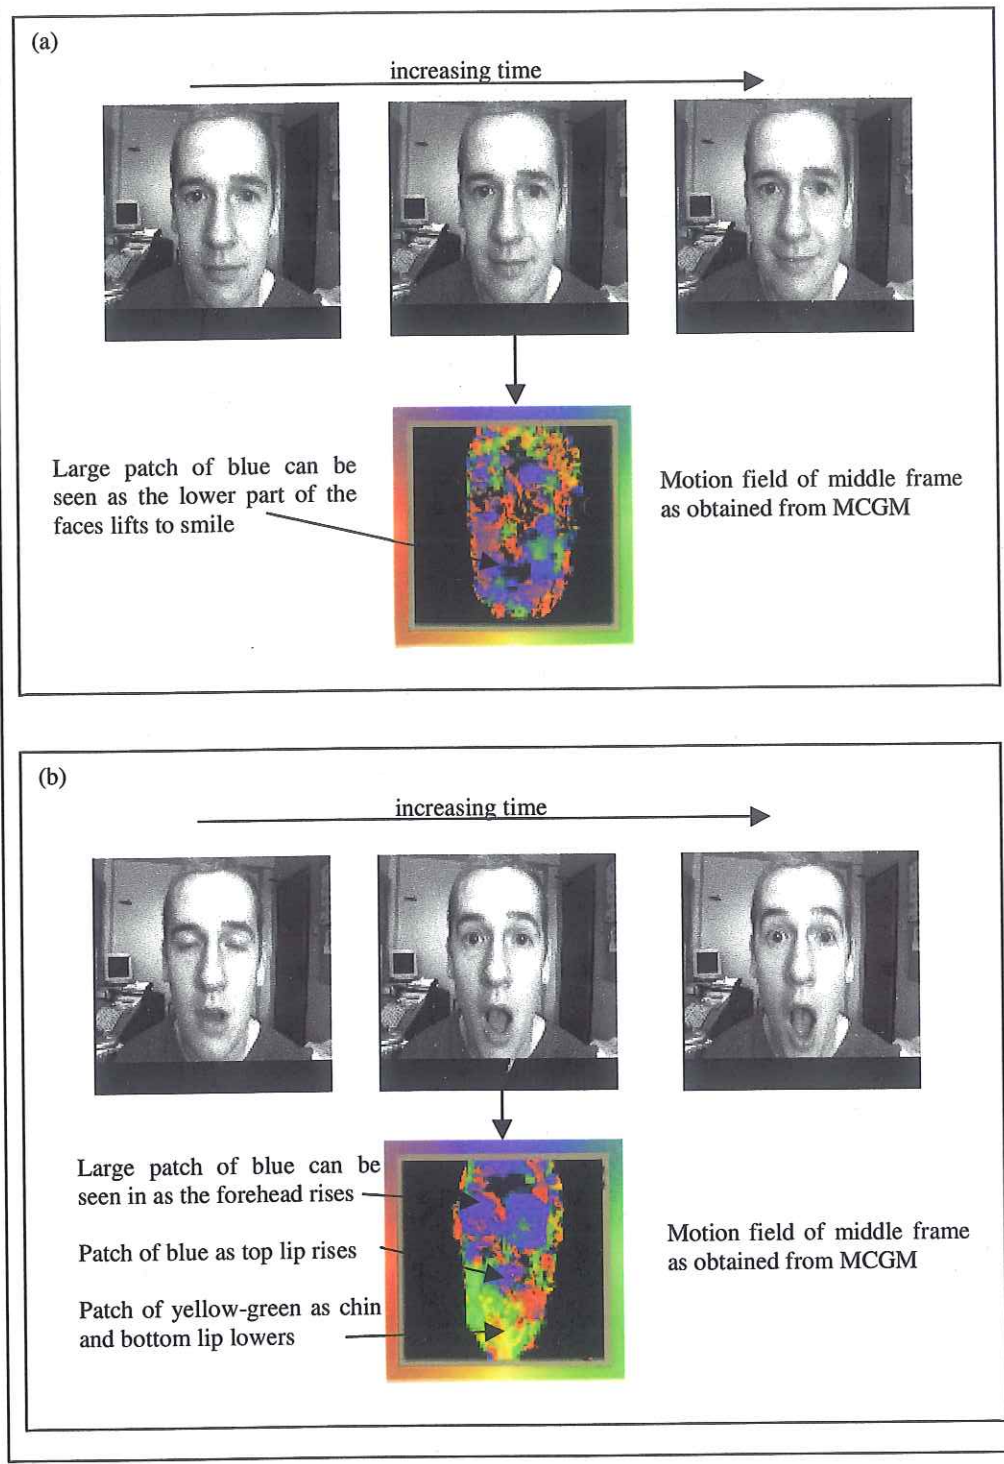 (a)
increasing time
Large patch of blue can be
seen as the lower part of the
faces lifts to smile
Motion field of middle frame
as obtained from MCGM
(b)
increasing time
Large patch of blue can be
seen in as the forehead rises
Patch of blue as top lip rises
Patch of yellow-green as chin
and bottom lip lowers
Motion field of middle frame
as obtained from MCGM